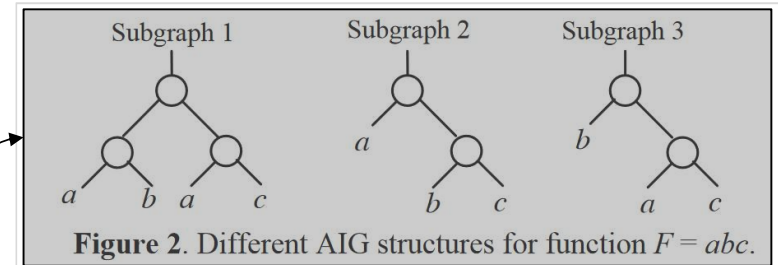 Subgraph 1 Subgraph 2 Subgraph 3
a b
a b a c b c a c
Figure 2. Different AIG structures for function F = abc.